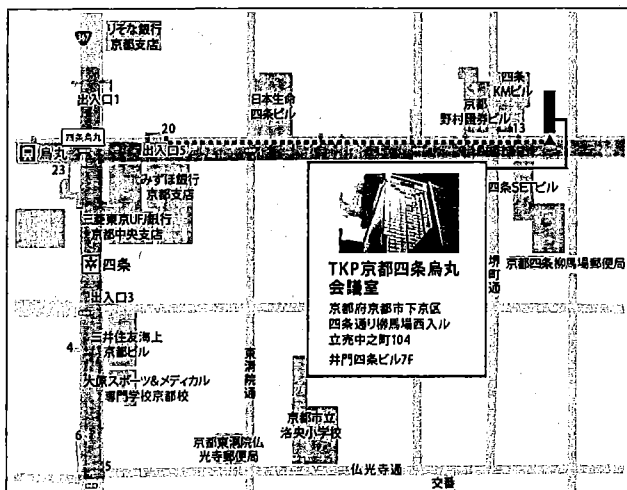 367
りそな銀行
京都支店
出入口1
日本生命
四条ビル
四条
KMビル
京都
野村證券ビル
13
四条烏丸
20
烏丸
出入口3
23
みずほ銀行
京都支店
三菱東京UFJ銀行
京都中央支店
四条
出入口3
TKP京都四条烏丸
会議室
京都府京都市下京区
四条通り柳馬場西入ル
立売中之町104
井門四条ビル7F
四条SETビル
堺町通
京都四条柳馬場郵便局
4
三井住友海上
京都ビル
大原スポーツ&メディカル
専門学校京都校
東洞院通
京都市立
洛央小学校
6
京都東洞院仏
光寺郵便局
5
仏光寺通
交番